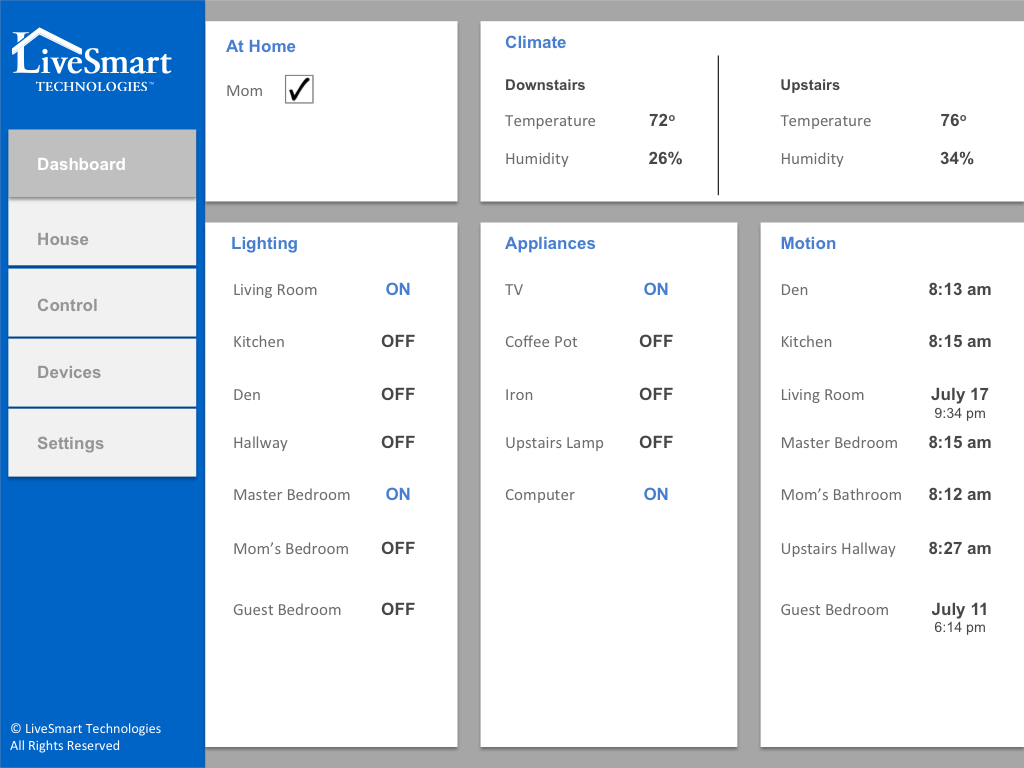 LiveSmart
TECHNOLOGIES™
Dashboard
House
Control
Devices
Settings
© LiveSmart Technologies
All Rights Reserved
At Home
Mom
Climate
Downstairs
Temperature 72º
Humidity 26%
Upstairs
Temperature 76º
Humidity 34%
Lighting
Living Room ON
Kitchen OFF
Den OFF
Hallway OFF
Master Bedroom ON
Mom’s Bedroom OFF
Guest Bedroom OFF
Appliances
TV ON
Coffee Pot OFF
Iron OFF
Upstairs Lamp OFF
Computer ON
Motion
Den 8:13 am
Kitchen 8:15 am
Living Room July 17
9:34 pm
Master Bedroom 8:15 am
Mom’s Bathroom 8:12 am
Upstairs Hallway 8:27 am
Guest Bedroom July 11
6:14 pm